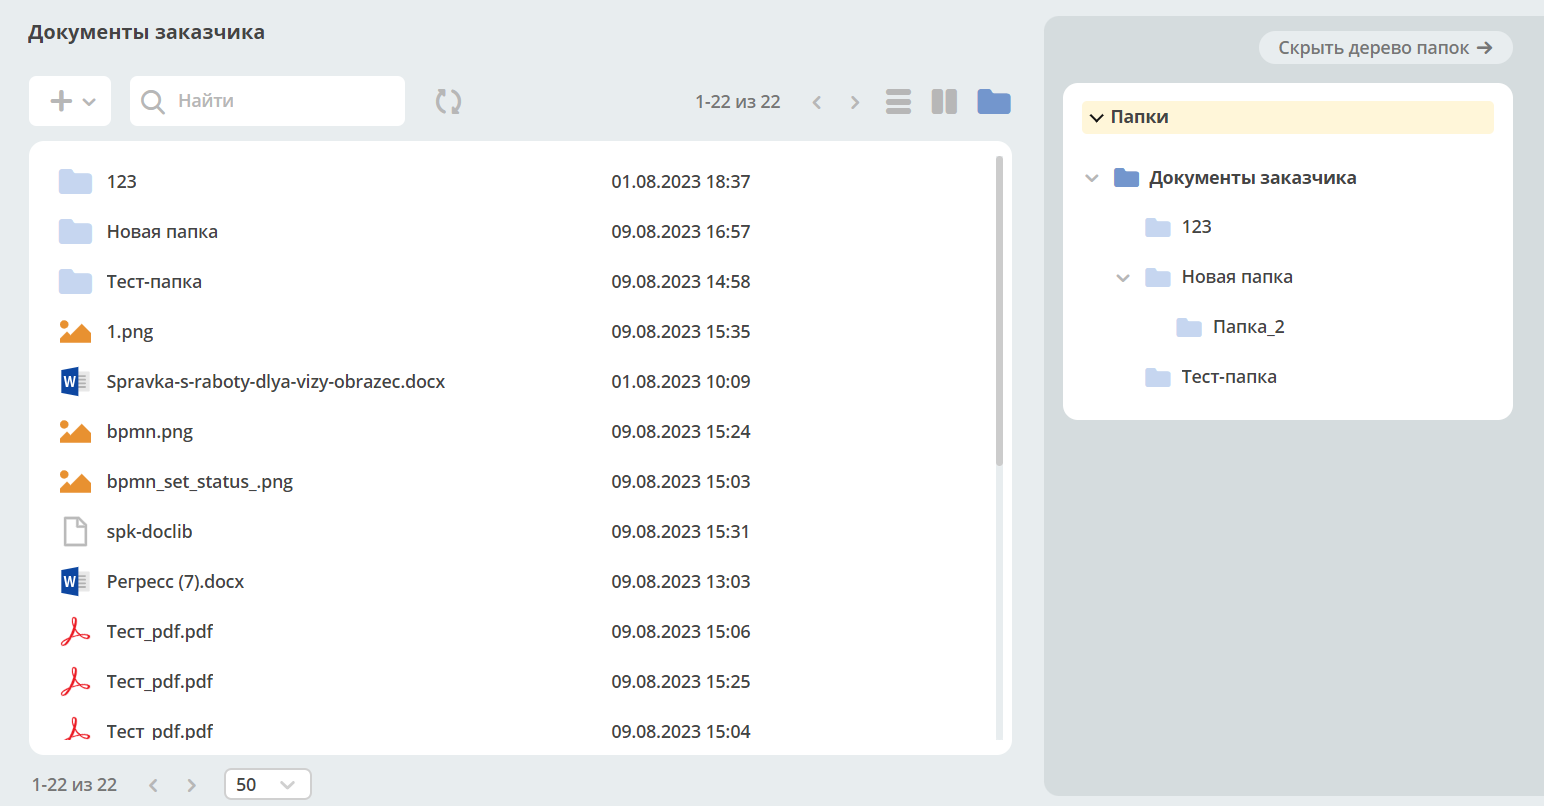 Документы заказчика
Найти
1-22 из 22
123 01.08.2023 18:37
Новая папка 09.08.2023 16:57
Тест-папка 09.08.2023 14:58
1.png 09.08.2023 15:35
W Spravka-s-raboty-dlya-vizy-obrazec.docx 01.08.2023 10:09
bpmn.png 09.08.2023 15:24
bpmn_set_status_.png 09.08.2023 15:03
spk-doclib 09.08.2023 15:31
W Регресс (7).docx 09.08.2023 13:03
Тест_pdf.pdf 09.08.2023 15:06
Тест_pdf.pdf 09.08.2023 15:25
Тест_pdf.pdf 09.08.2023 15:04
1-22 из 22
50
Скрыть дерево папок →
Папки
Документы заказчика
123
Новая папка
Папка_2
Тест-папка